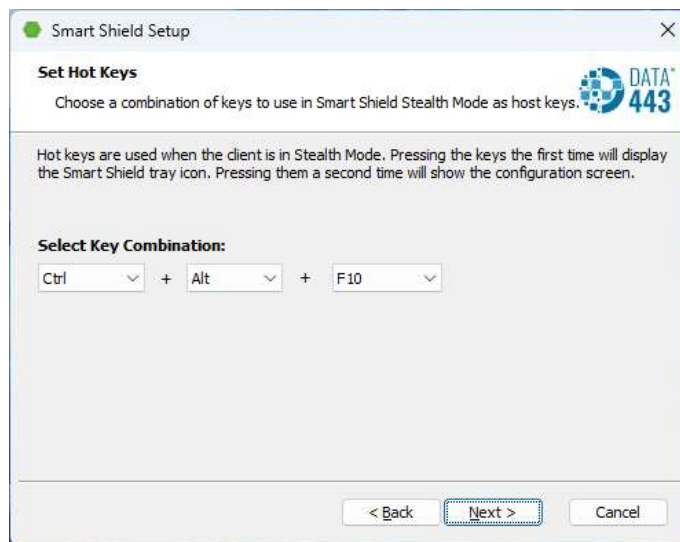 Smart Shield Setup
Set Hot Keys
Choose a combination of keys to use in Smart Shield Stealth Mode as host keys.
DATA
443
Hot keys are used when the client is in Stealth Mode. Pressing the keys the first time will display
the Smart Shield tray icon. Pressing them a second time will show the configuration screen.
Select Key Combination:
Ctrl + Alt + F10
< Back Next > Cancel